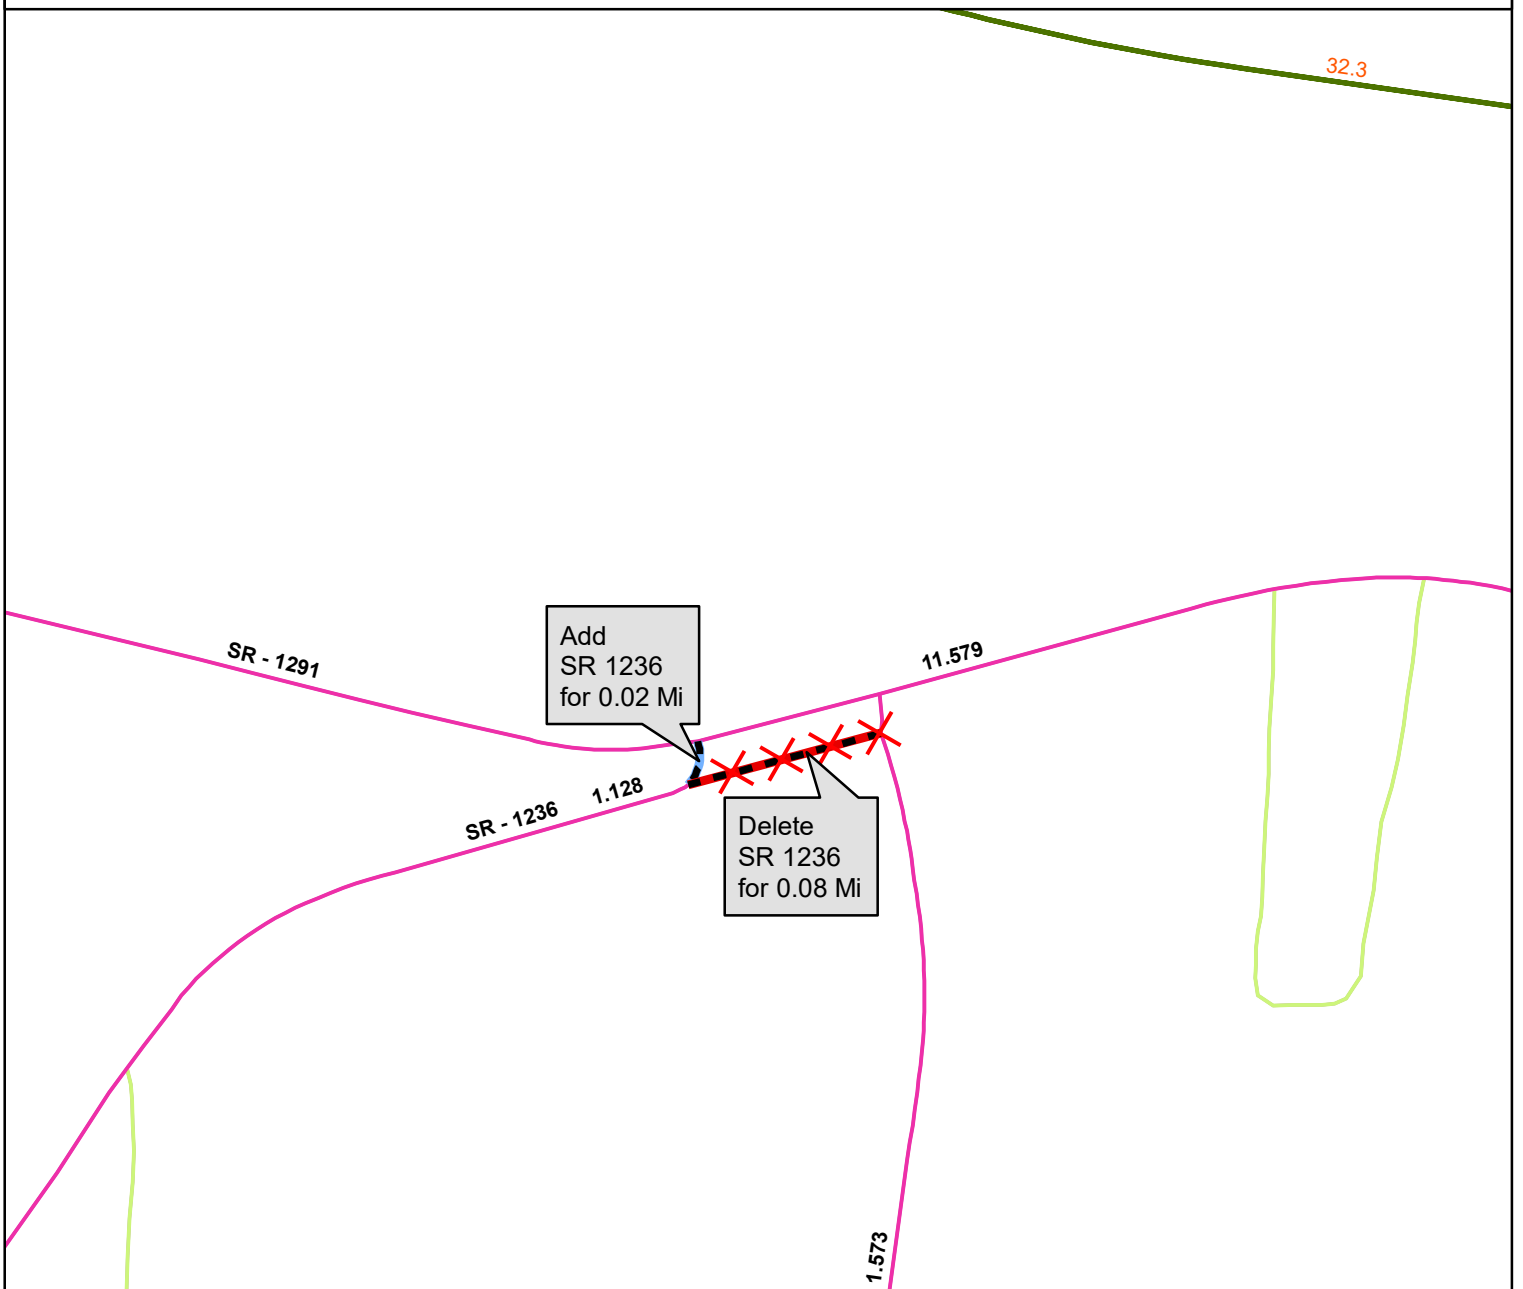 32.3
SR - 1291
Add
SR 1236
for 0.02 Mi
11.579
SR - 1236
1.128
Delete
SR 1236
for 0.08 Mi
1.573